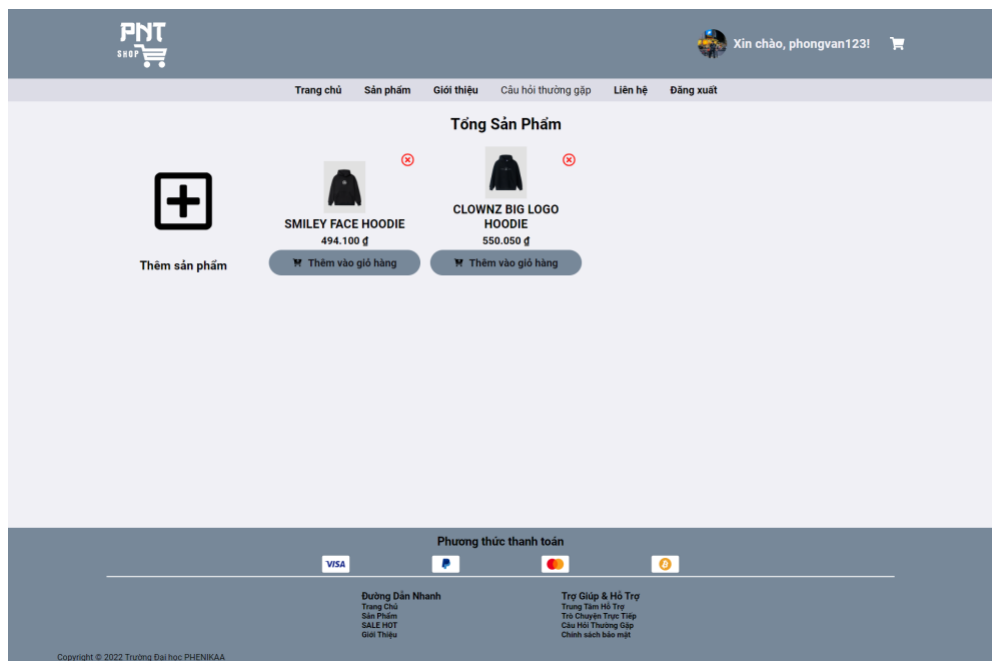 PNT
SHOP
Xin chào, phongvan123!
Trang chủ Sản phẩm Giới thiệu Câu hỏi thường gặp Liên hệ Đăng xuất
Tổng Sản Phẩm
Thêm sản phẩm
SMILEY FACE HOODIE
494.100 ₫
Thêm vào giỏ hàng
CLOWNZ BIG LOGO
HOODIE
550.050 ₫
Thêm vào giỏ hàng
Phương thức thanh toán
VISA
Đường Dẫn Nhanh
Trang Chủ
Sản Phẩm
SALE HOT
Giới Thiệu
Trợ Giúp & Hỗ Trợ
Trung Tâm Hỗ Trợ
Trò Chuyện Trực Tiếp
Câu Hỏi Thường Gặp
Chính sách bảo mật
Copyright © 2022 Trường Đại học PHENIKAA